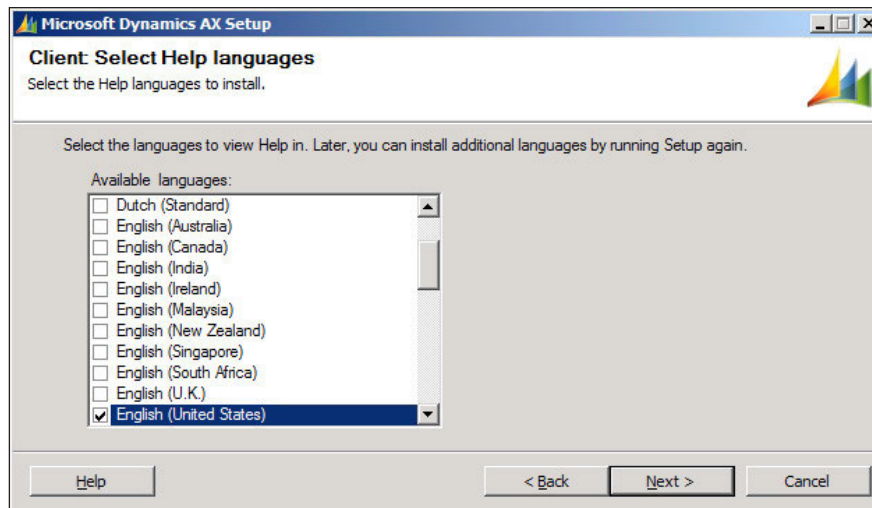 Microsoft Dynamics AX Setup
Client: Select Help languages
Select the Help languages to install.
Select the languages to view Help in. Later, you can install additional languages by running Setup again.
Available languages:
Dutch (Standard)
English (Australia)
English (Canada)
English (India)
English (Ireland)
English (Malaysia)
English (New Zealand)
English (Singapore)
English (South Africa)
English (U.K.)
English (United States)
Help < Back Next > Cancel